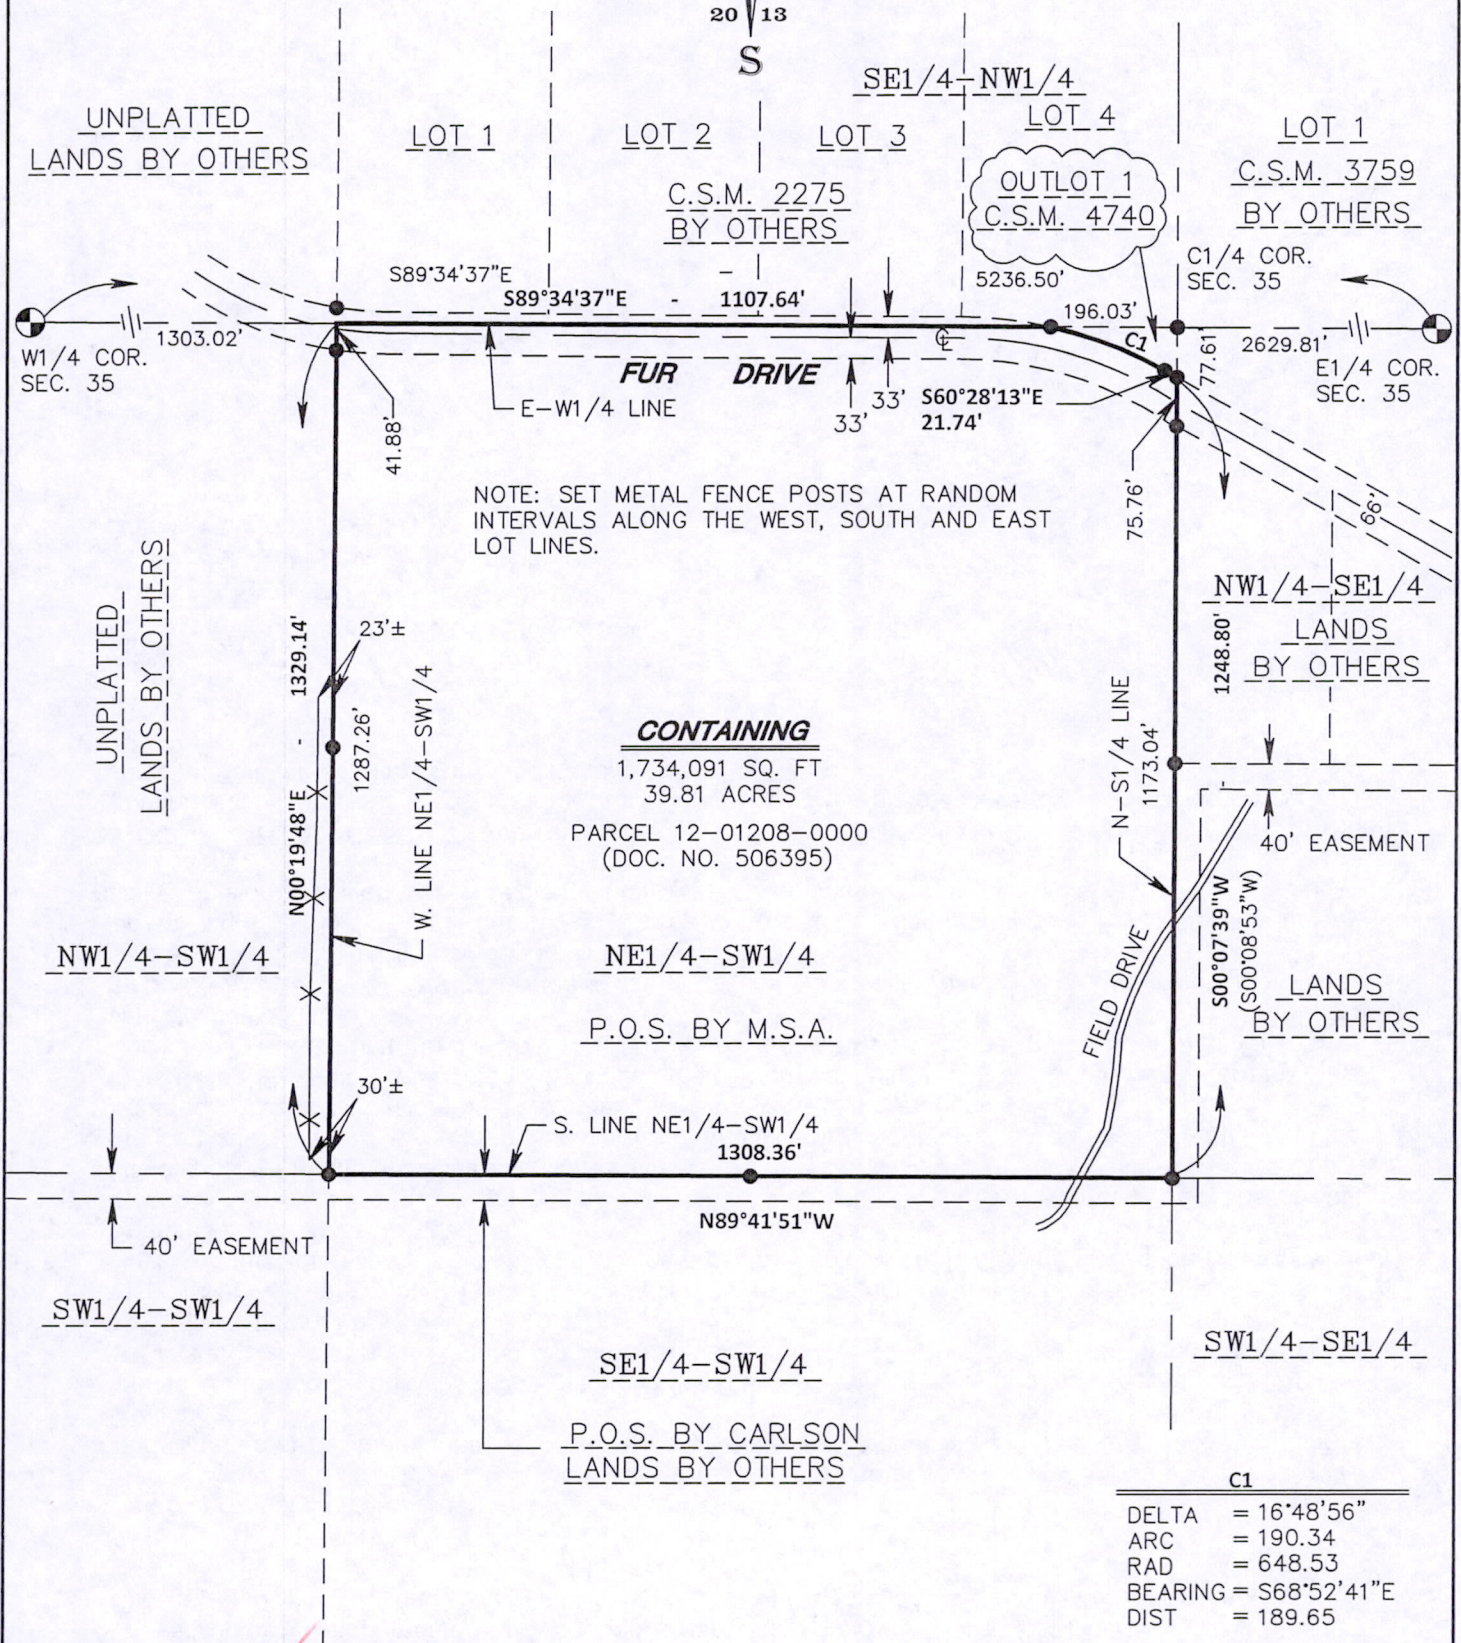 20 13
S
SE1/4-NW1/4
UNPLATTED
LANDS BY OTHERS
LOT 1
LOT 2
LOT 3
LOT 4
LOT 1
C.S.M. 3759
BY OTHERS
C.S.M. 2275
BY OTHERS
OUTLOT 1
C.S.M. 4740
C1/4 COR.
SEC. 35
S89°34'37"E
5236.50'
S89°34'37"E - 1107.64'
196.03'
1303.02'
W1/4 COR.
SEC. 35
C1
77.61
2629.81'
E1/4 COR.
SEC. 35
℄
FUR DRIVE
E-W1/4 LINE
33'
33'
S60°28'13"E
21.74'
41.88'
75.76'
66'
NOTE: SET METAL FENCE POSTS AT RANDOM
INTERVALS ALONG THE WEST, SOUTH AND EAST
LOT LINES.
UNPLATTED
LANDS BY OTHERS
NW1/4-SE1/4
LANDS
BY OTHERS
23'±
N00°19'48"E - 1329.14'
1287.26'
W. LINE NE1/4-SW1/4
N-S1/4 LINE
1173.04'
1248.80'
CONTAINING
1,734,091 SQ. FT
39.81 ACRES
PARCEL 12-01208-0000
(DOC. NO. 506395)
40' EASEMENT
S00°07'39"W
(S00°08'53"W)
FIELD DRIVE
NW1/4-SW1/4
NE1/4-SW1/4
P.O.S. BY M.S.A.
LANDS
BY OTHERS
30'±
S. LINE NE1/4-SW1/4
1308.36'
N89°41'51"W
40' EASEMENT
SW1/4-SW1/4
SE1/4-SW1/4
SW1/4-SE1/4
P.O.S. BY CARLSON
LANDS BY OTHERS
C1
DELTA = 16°48'56"
ARC = 190.34
RAD = 648.53
BEARING = S68°52'41"E
DIST = 189.65